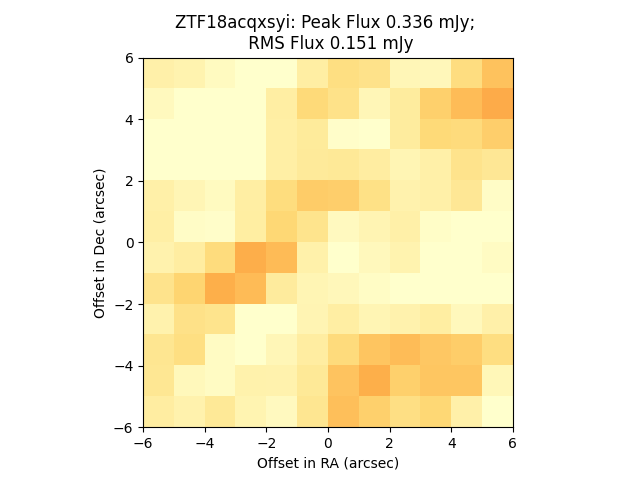 ZTF18acqxsyi: Peak Flux 0.336 mJy;
RMS Flux 0.151 mJy
6
4
2
0
−2
−4
−6
Offset in Dec (arcsec)
−6 −4 −2 0 2 4 6
Offset in RA (arcsec)